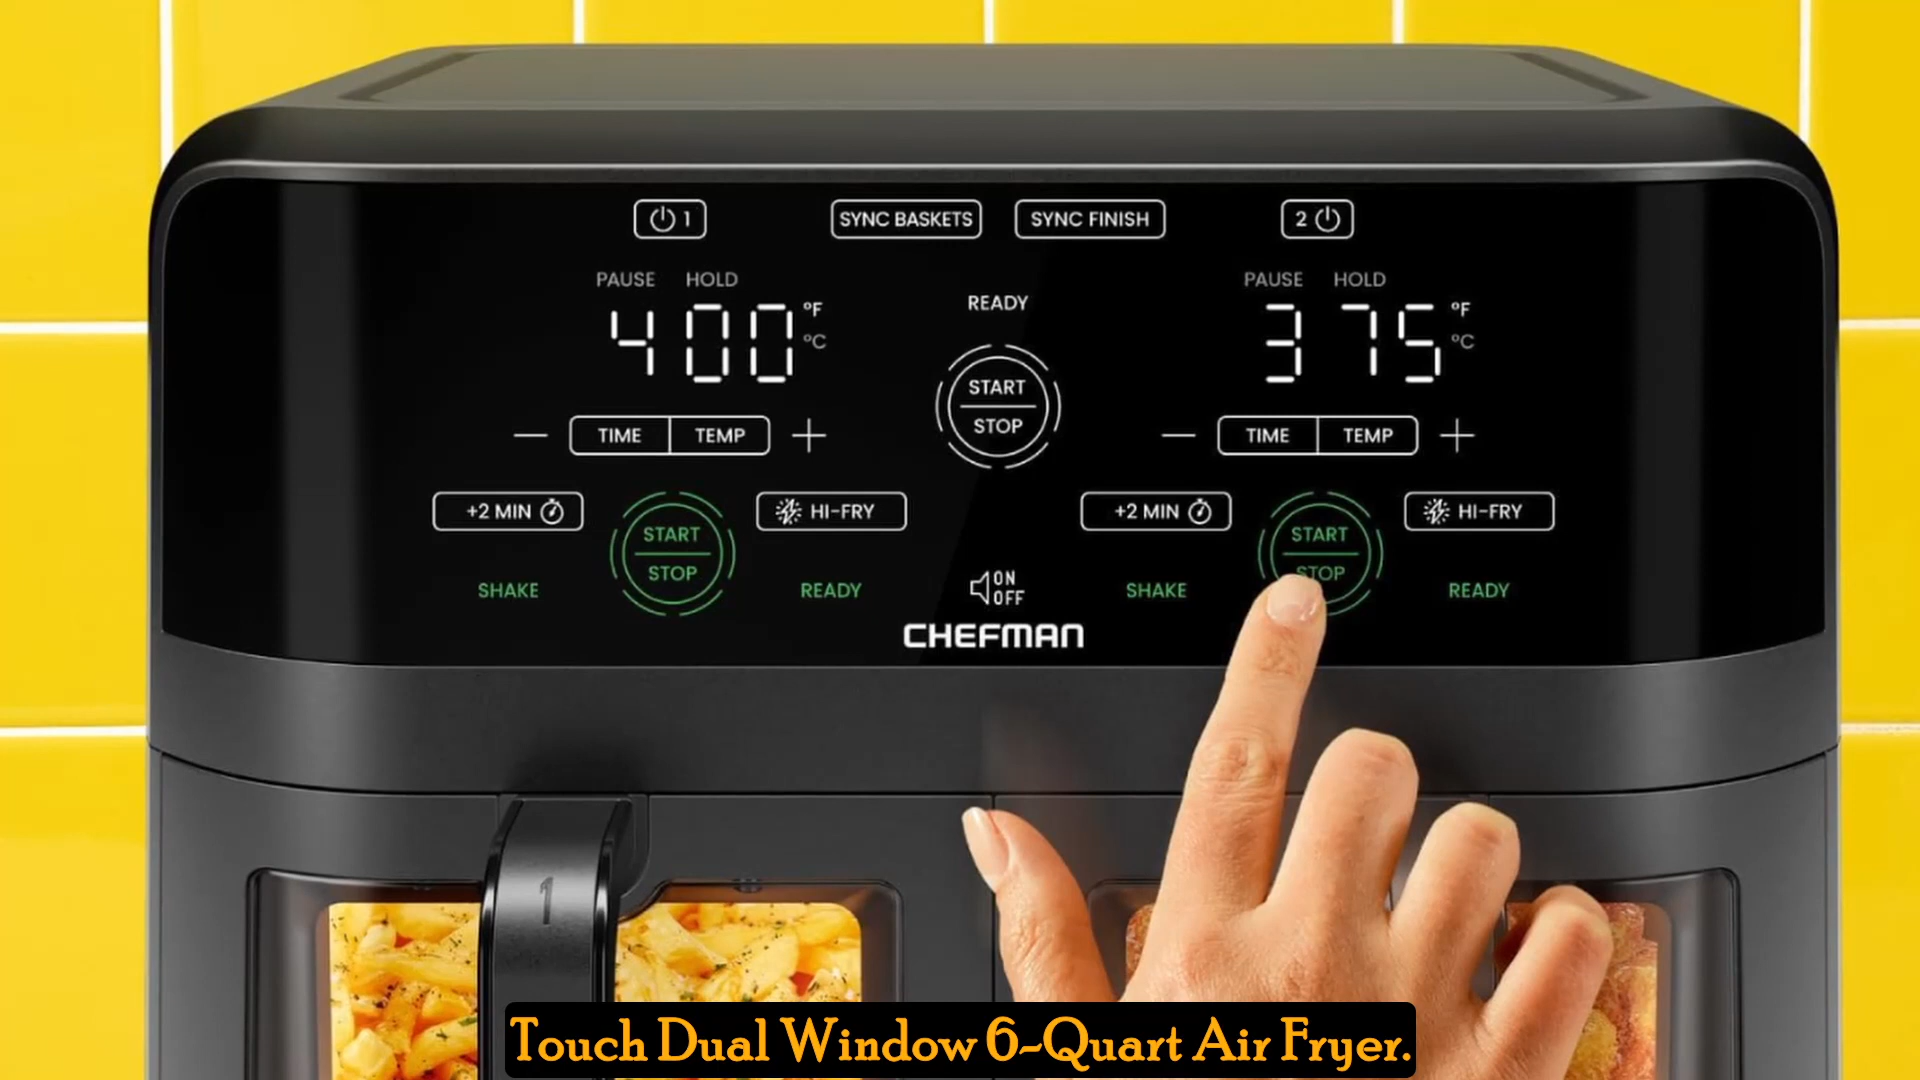 ⏻ 1
SYNC BASKETS
SYNC FINISH
2 ⏻
PAUSE HOLD
400 °F
°C
READY
START
STOP
PAUSE HOLD
375 °F
°C
— TIME TEMP +
— TIME TEMP +
+2 MIN
START
STOP
HI-FRY
SHAKE
READY
ON
OFF
+2 MIN
START
STOP
HI-FRY
SHAKE
READY
CHEFMAN
1
Touch Dual Window 6-Quart Air Fryer.